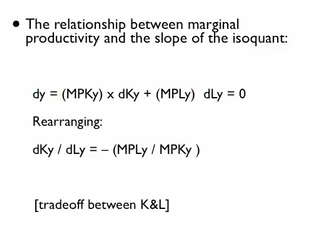 • The relationship between marginal
productivity and the slope of the isoquant:
dy = (MPKy) x dKy + (MPLy)  dLy = 0
Rearranging:
dKy / dLy = – (MPLy / MPKy )
[tradeoff between K&L]